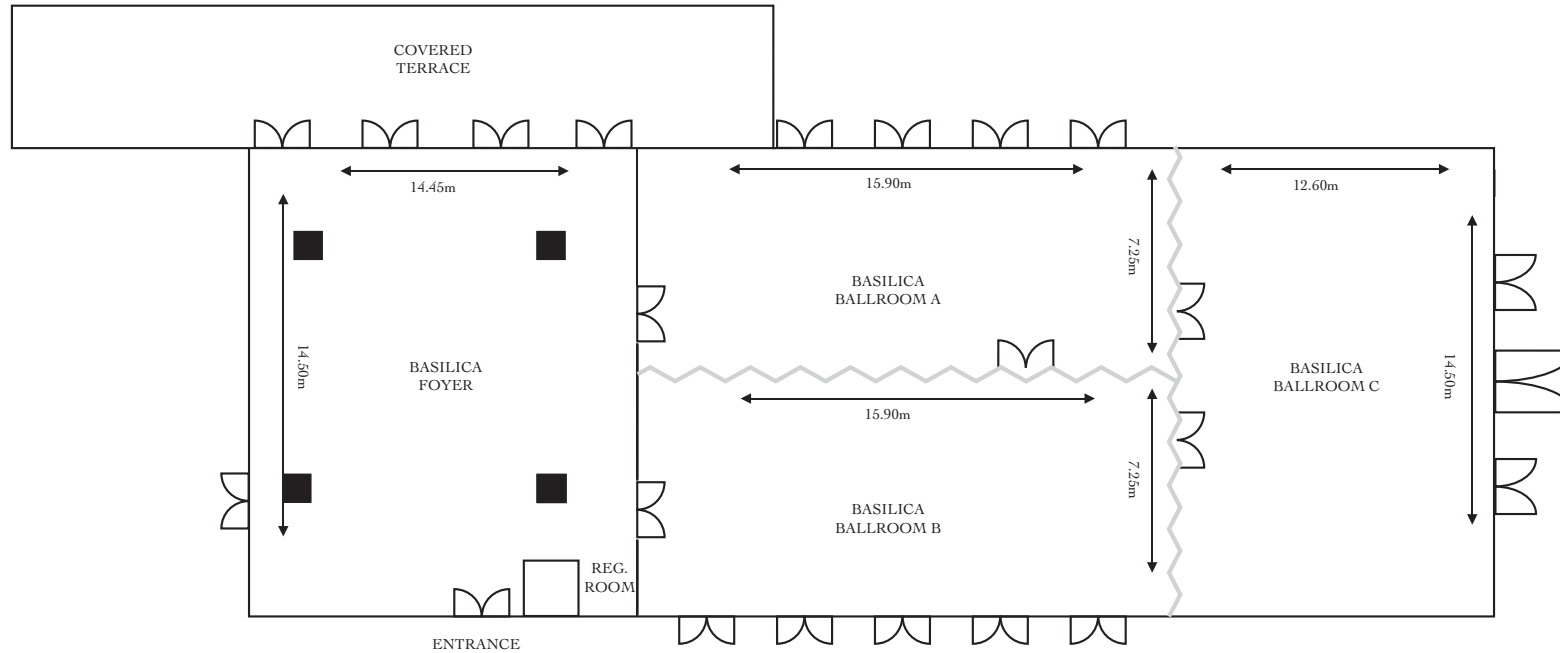 COVERED
TERRACE
14.45m
15.90m
12.60m
7.25m
14.50m
BASILICA
BALLROOM A
BASILICA
FOYER
14.50m
BASILICA
BALLROOM C
15.90m
7.25m
BASILICA
BALLROOM B
REG.
ROOM
ENTRANCE